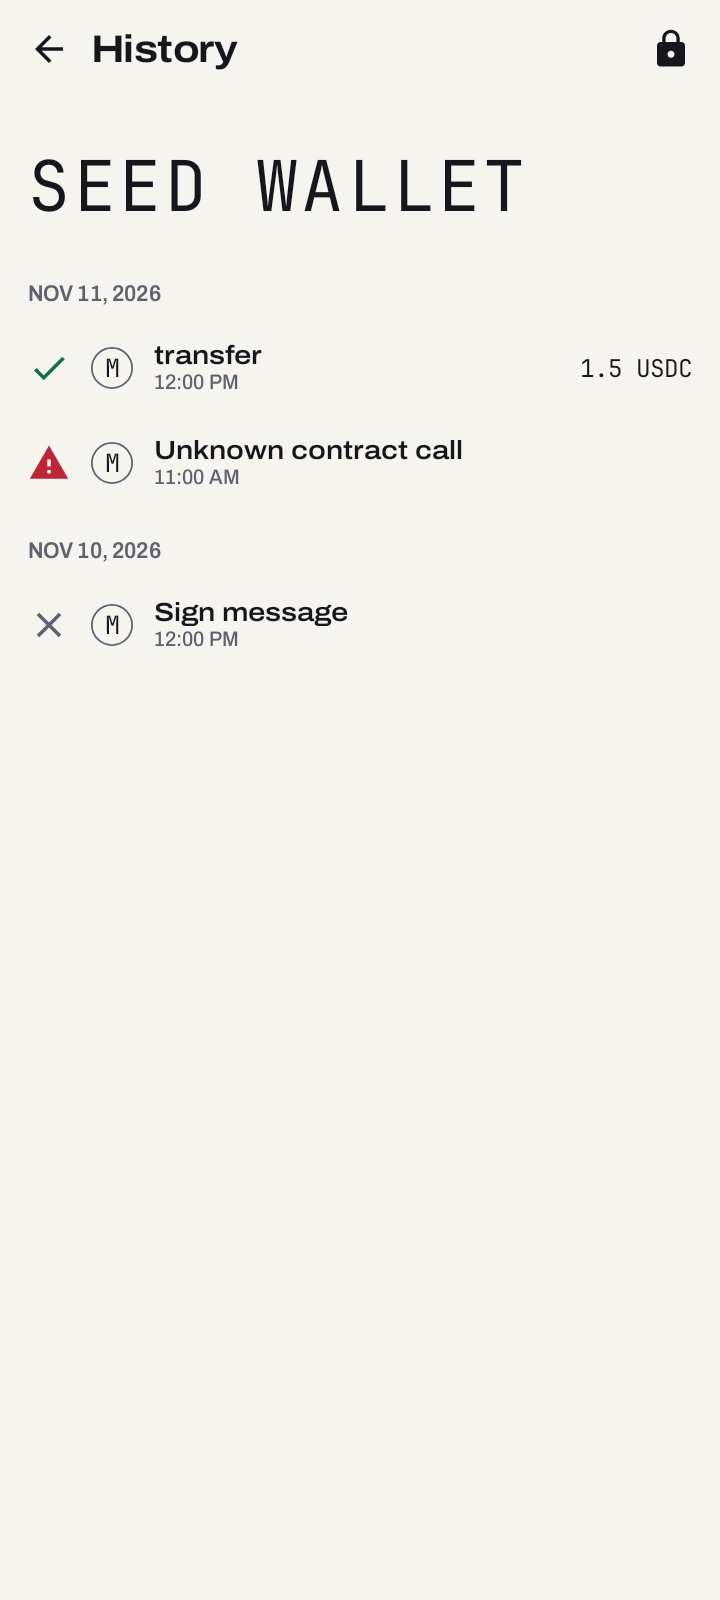 History
SEED WALLET
NOV 11, 2026
M transfer 1.5 USDC
12:00 PM
M Unknown contract call
11:00 AM
NOV 10, 2026
M Sign message
12:00 PM